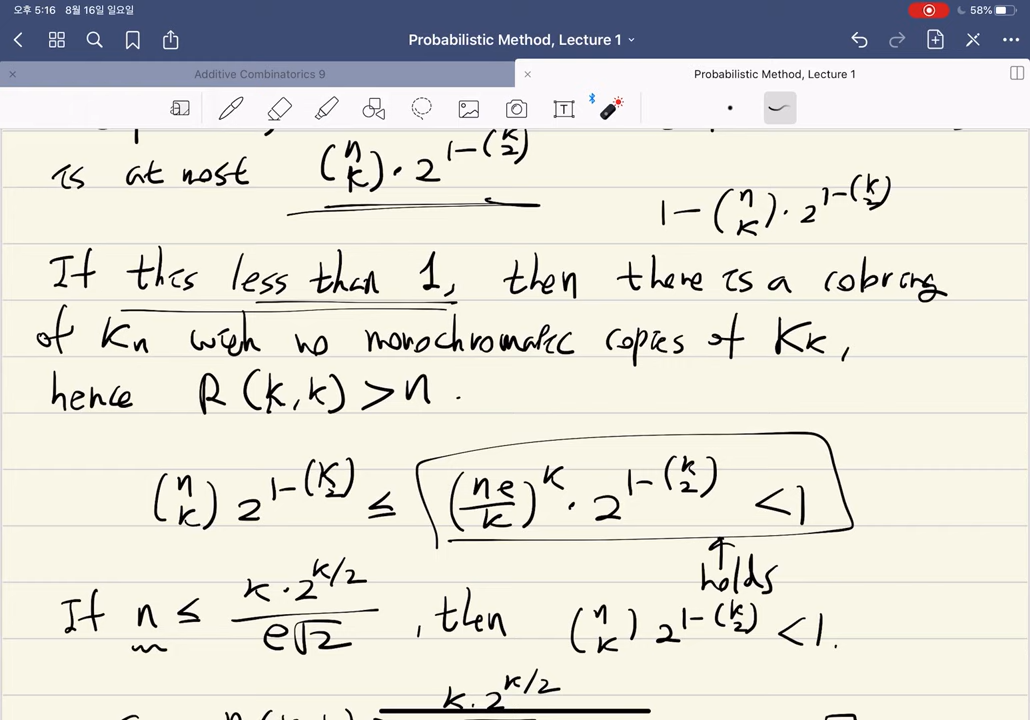 오후 5:16 8월 16일 일요일 58%
Probabilistic Method, Lecture 1
Additive Combinatorics 9
Probabilistic Method, Lecture 1
is at most (n k) · 2^{1-(k 2)}
1 - (n k) · 2^{1-(k 2)}
If this less than 1, then there is a coloring
of Kn with no monochromatic copies of Kk,
hence R(k,k) > n.
(n k) 2^{1-(k 2)} ≤ (ne/k)^k · 2^{1-(k 2)} < 1
↑
holds
If n ≤ k · 2^{k/2} / e√2, then (n k) 2^{1-(k 2)} < 1.
k · 2^{k/2}